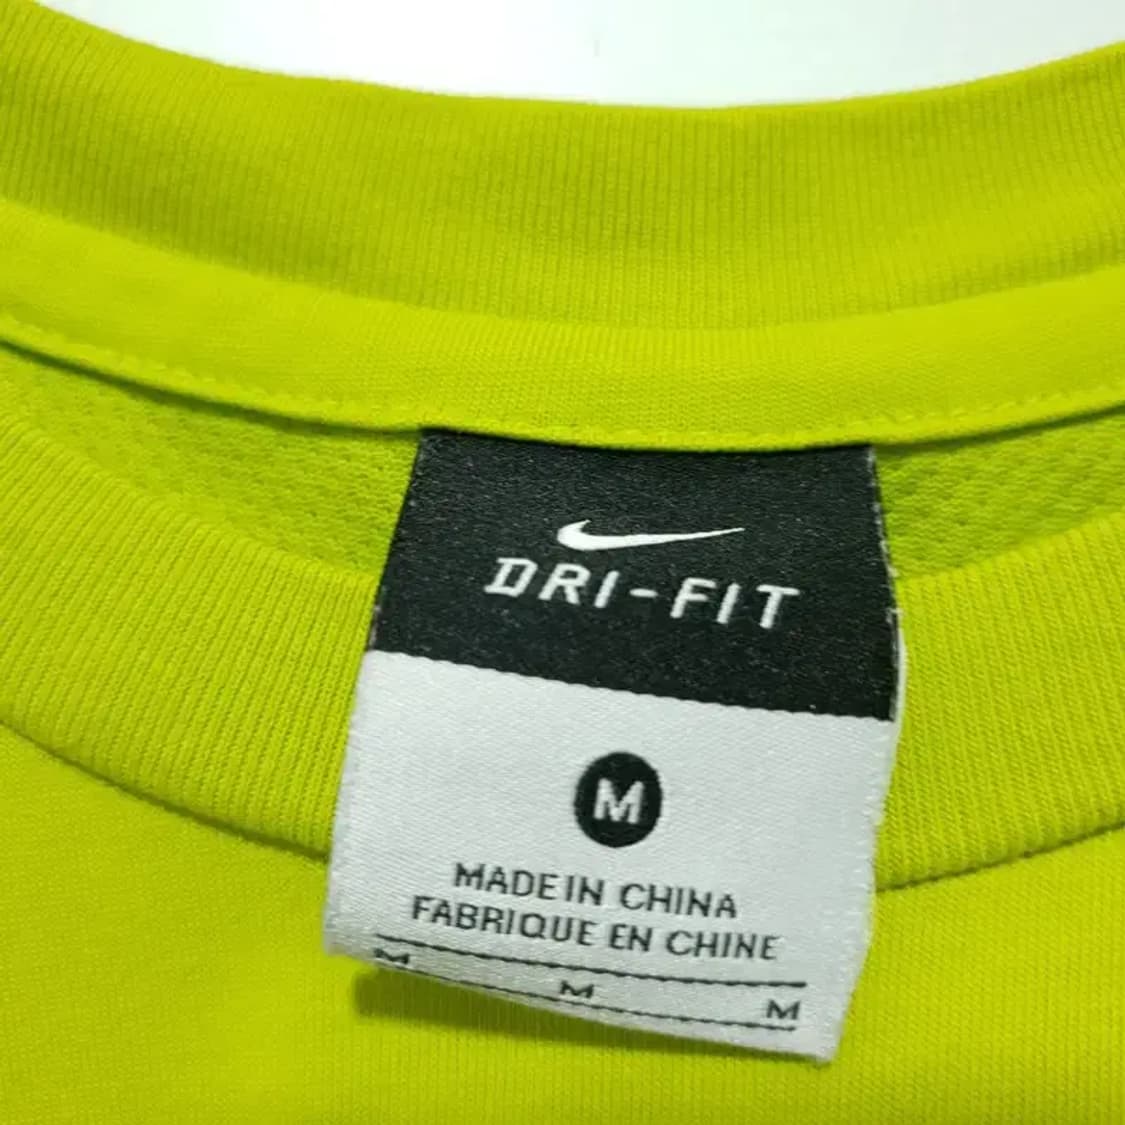 DRI-FIT
M
MADE IN CHINA
FABRIQUE EN CHINE
M M M